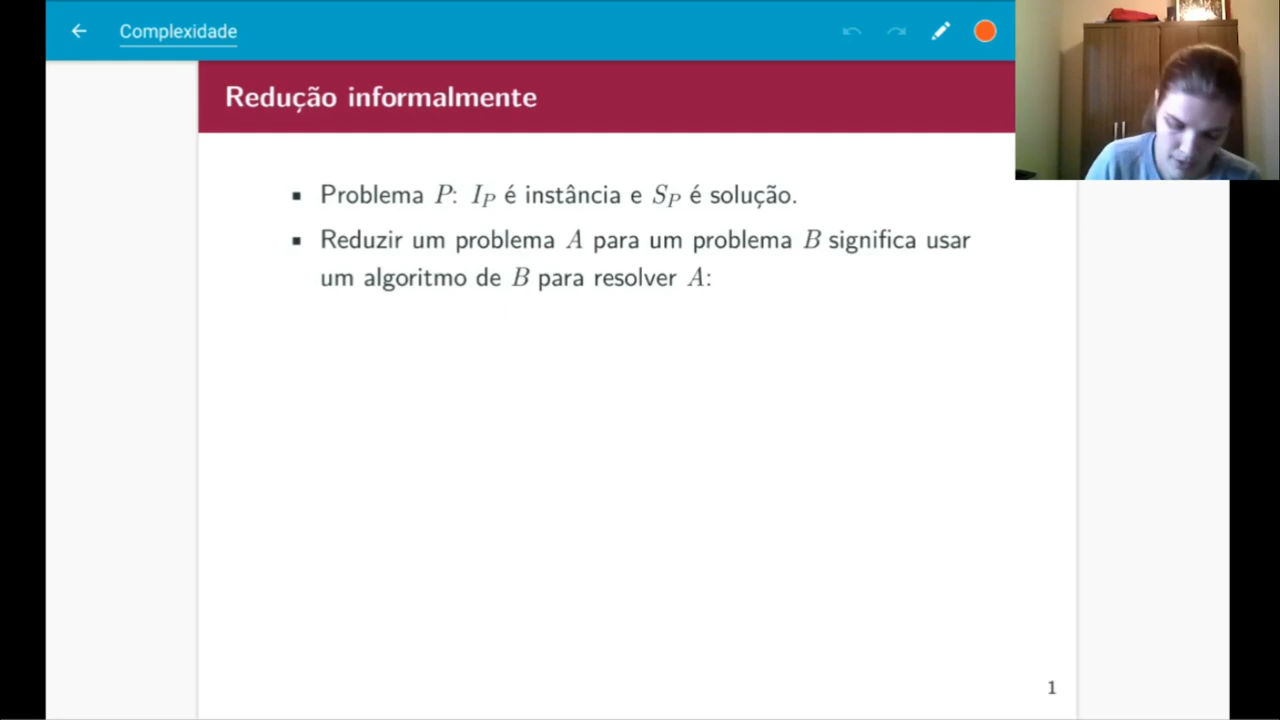 Complexidade
Redução informalmente
▪ Problema P: I_P é instância e S_P é solução.
▪ Reduzir um problema A para um problema B significa usar
um algoritmo de B para resolver A:
1